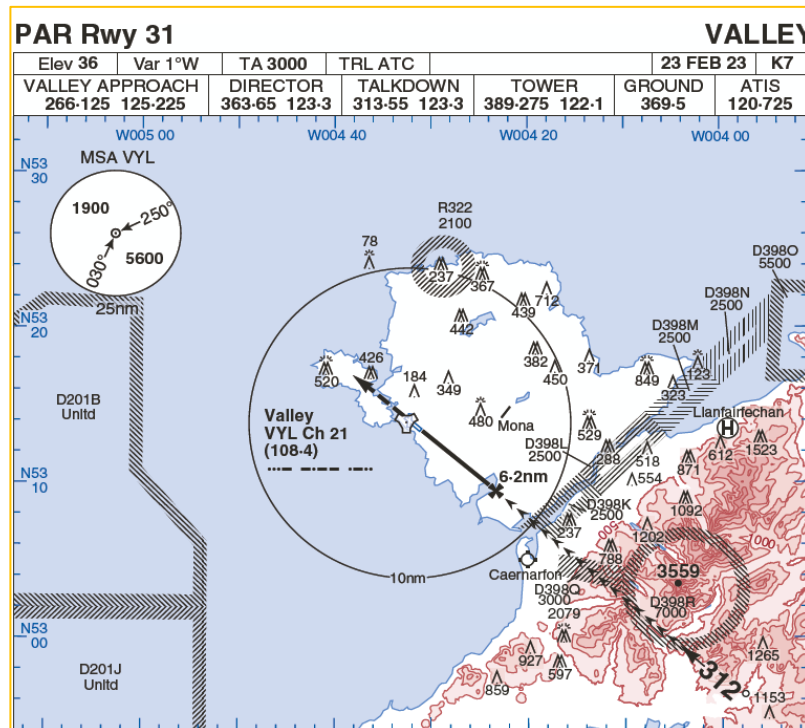 PAR Rwy 31 VALLEY
Elev 36 Var 1°W TA 3000 TRL ATC 23 FEB 23 K7
VALLEY APPROACH DIRECTOR TALKDOWN TOWER GROUND ATIS
266·125 125·225 363·65 123·3 313·55 123·3 389·275 122·1 369·5 120·725
W005 00 W004 40 W004 20 W004 00
N53
30
MSA VYL
1900
250°
5600
030°
25nm
R322
2100
78
237
367
712
439
442
D398O
5500
D398N
2500
D398M
2500
N53
20
520
426
184
349
382
450
371
849
323
123
D201B
Unltd
Valley
VYL Ch 21
(108·4)
480
Mona
529
D398L
2500
288
Llanfairfechan
H
612
1523
518
554
871
N53
10
6·2nm
D398K
2500
237
1092
1202
788
500
1000
10nm
Caernarfon
3559
D398Q
3000
D398R
7000
2079
N53
00
927
597
859
1265
312°
1153
D201J
Unltd